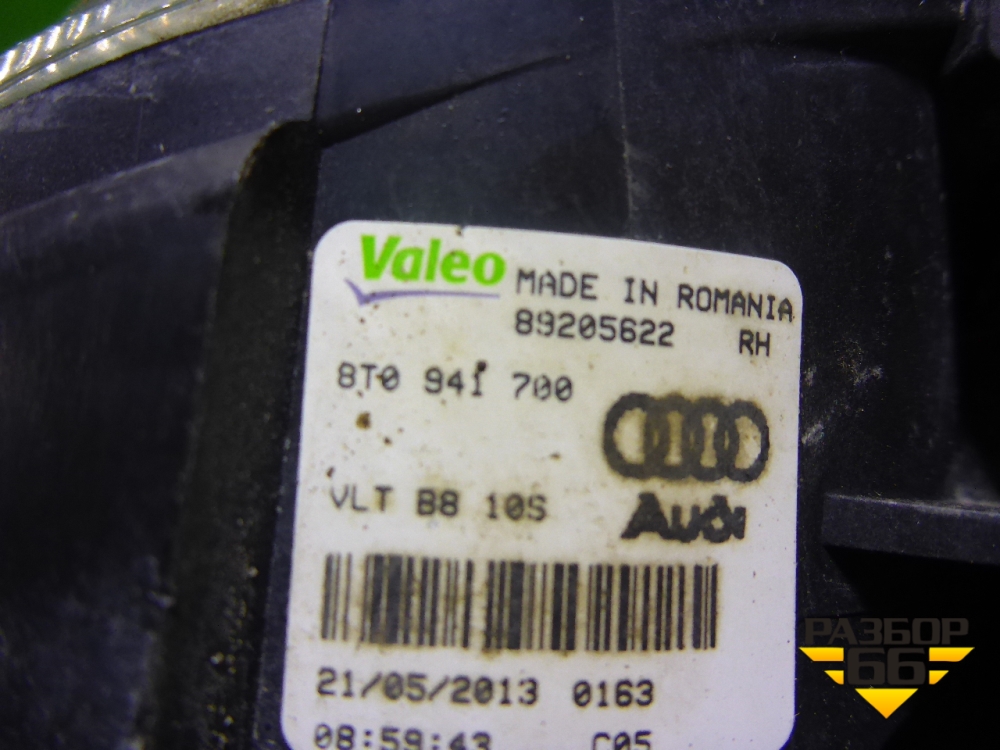 Valeo
MADE IN ROMANIA
89205622 RH
8T0 941 700
VLT B8 10S
Audi
21/05/2013 0163
08:59:43 C05
РАЗБОР
66